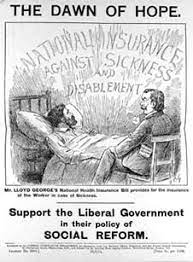 THE DAWN OF HOPE.
NATIONAL INSURANCE
AGAINST SICKNESS
AND
DISABLEMENT
Mr. LLOYD GEORGE'S National Health Insurance Bill provides for the insurance
of the Worker in case of Sickness.
Support the Liberal Government
in their policy of
SOCIAL REFORM.